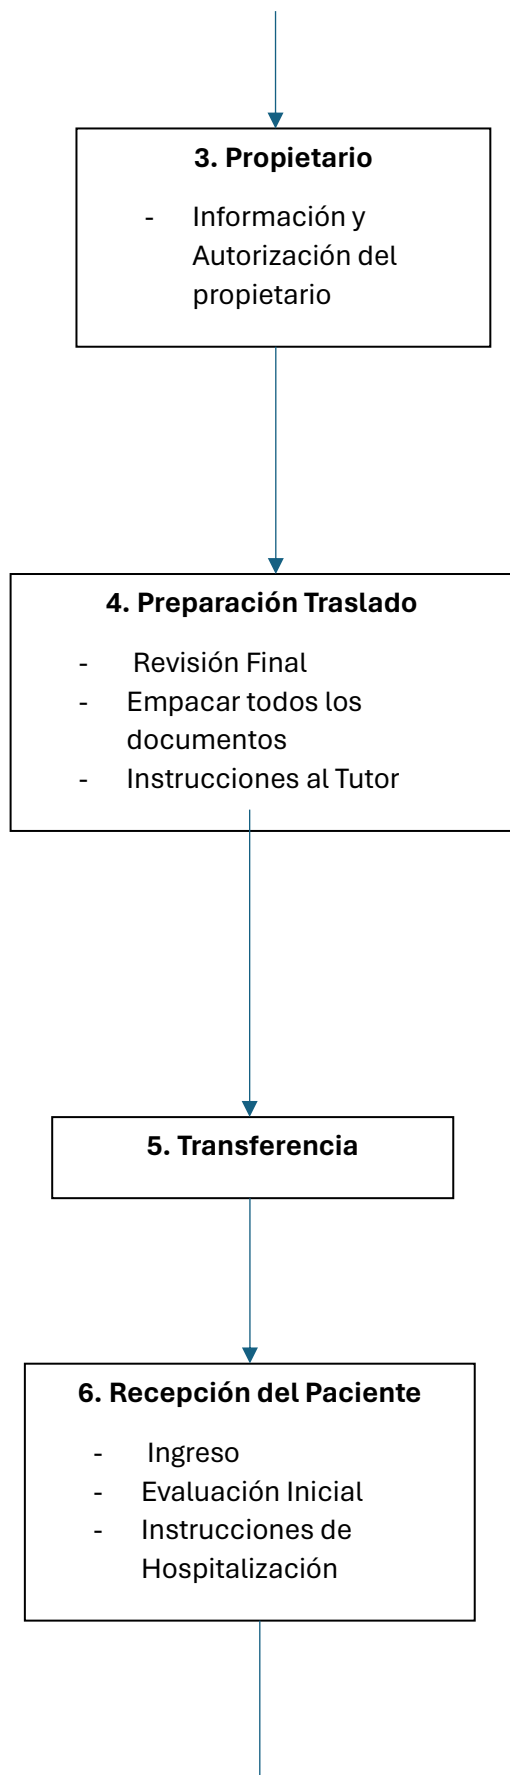 3. Propietario
- Información y
Autorización del
propietario
4. Preparación Traslado
- Revisión Final
- Empacar todos los
documentos
- Instrucciones al Tutor
5. Transferencia
6. Recepción del Paciente
- Ingreso
- Evaluación Inicial
- Instrucciones de
Hospitalización